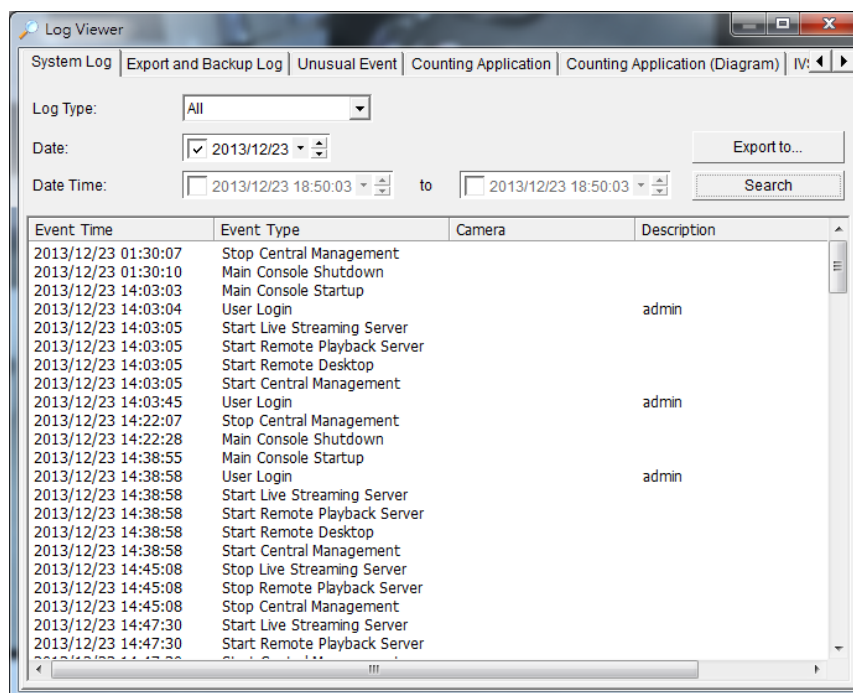 Log Viewer
System Log Export and Backup Log Unusual Event Counting Application Counting Application (Diagram)
Log Type: All
Date: 2013/12/23 Export to...
Date Time: 2013/12/23 18:50:03 to 2013/12/23 18:50:03 Search
Event Time Event Type Camera Description
2013/12/23 01:30:07 Stop Central Management
2013/12/23 01:30:10 Main Console Shutdown
2013/12/23 14:03:03 Main Console Startup
2013/12/23 14:03:04 User Login admin
2013/12/23 14:03:05 Start Live Streaming Server
2013/12/23 14:03:05 Start Remote Playback Server
2013/12/23 14:03:05 Start Remote Desktop
2013/12/23 14:03:05 Start Central Management
2013/12/23 14:03:45 User Login admin
2013/12/23 14:22:07 Stop Central Management
2013/12/23 14:22:28 Main Console Shutdown
2013/12/23 14:38:55 Main Console Startup
2013/12/23 14:38:58 User Login admin
2013/12/23 14:38:58 Start Live Streaming Server
2013/12/23 14:38:58 Start Remote Playback Server
2013/12/23 14:38:58 Start Remote Desktop
2013/12/23 14:38:58 Start Central Management
2013/12/23 14:45:08 Stop Live Streaming Server
2013/12/23 14:45:08 Stop Remote Playback Server
2013/12/23 14:45:08 Stop Central Management
2013/12/23 14:47:30 Start Live Streaming Server
2013/12/23 14:47:30 Start Remote Playback Server